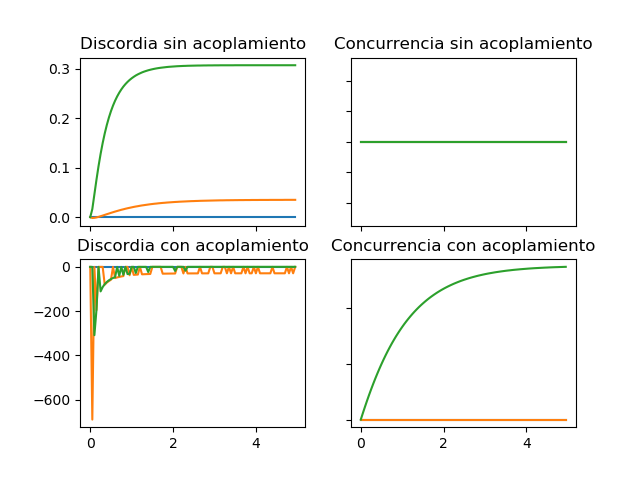 Discordia sin acoplamiento
Concurrencia sin acoplamiento
0.3
0.2
0.1
0.0
Discordia con acoplamiento
Concurrencia con acoplamiento
0
−200
−400
−600
0 2 4
0 2 4